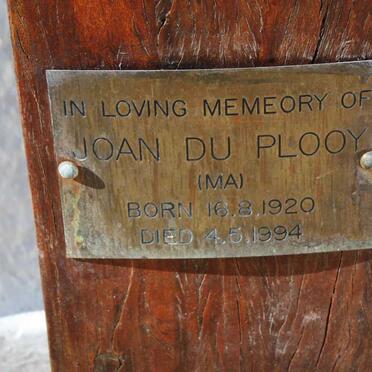 IN LOVING MEMEORY OF
JOAN DU PLOOY
(MA)
BORN 16.8.1920
DIED 4.5.1994